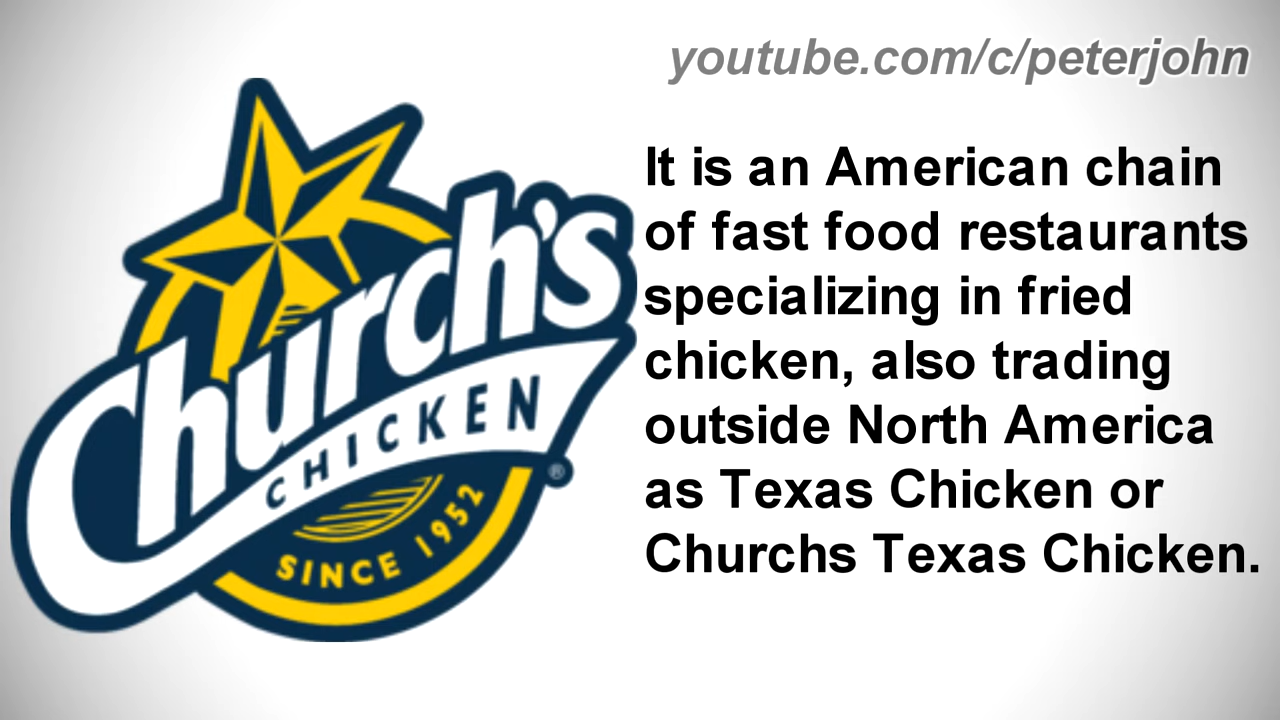 youtube.com/c/peterjohn
Church's
CHICKEN
SINCE 1952
®
It is an American chain
of fast food restaurants
specializing in fried
chicken, also trading
outside North America
as Texas Chicken or
Churchs Texas Chicken.